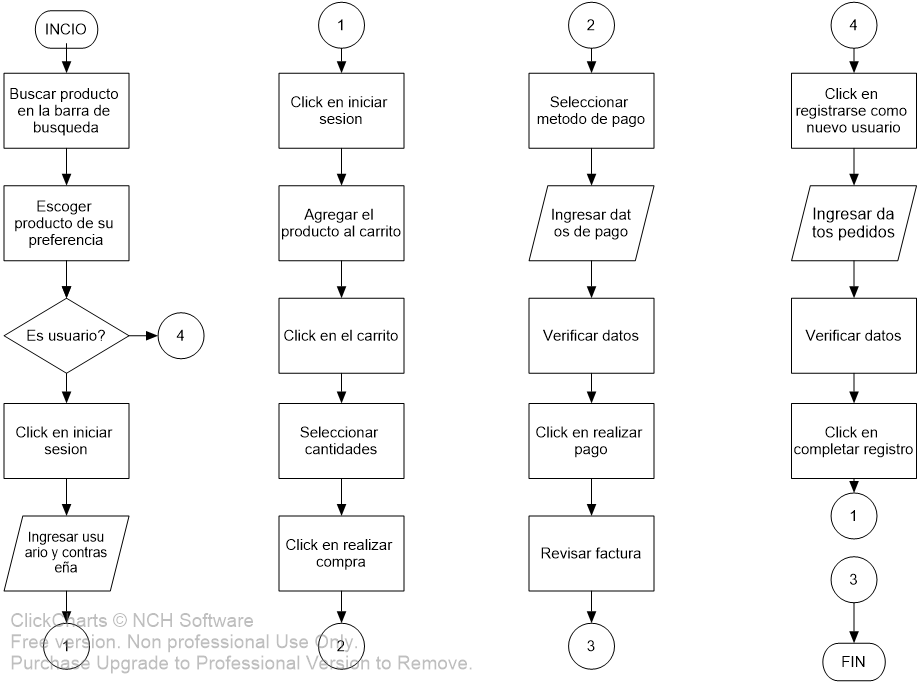 INCIO
Buscar producto
en la barra de
busqueda
Escoger
producto de su
preferencia
Es usuario?
4
Click en iniciar
sesion
Ingresar usu
ario y contras
eña
1
1
Click en iniciar
sesion
Agregar el
producto al carrito
Click en el carrito
Seleccionar
cantidades
Click en realizar
compra
2
2
Seleccionar
metodo de pago
Ingresar dat
os de pago
Verificar datos
Click en realizar
pago
Revisar factura
3
4
Click en
registrarse como
nuevo usuario
Ingresar da
tos pedidos
Verificar datos
Click en
completar registro
1
3
FIN
ClickCharts © NCH Software
Free version. Non professional Use Only.
Purchase Upgrade to Professional Version to Remove.